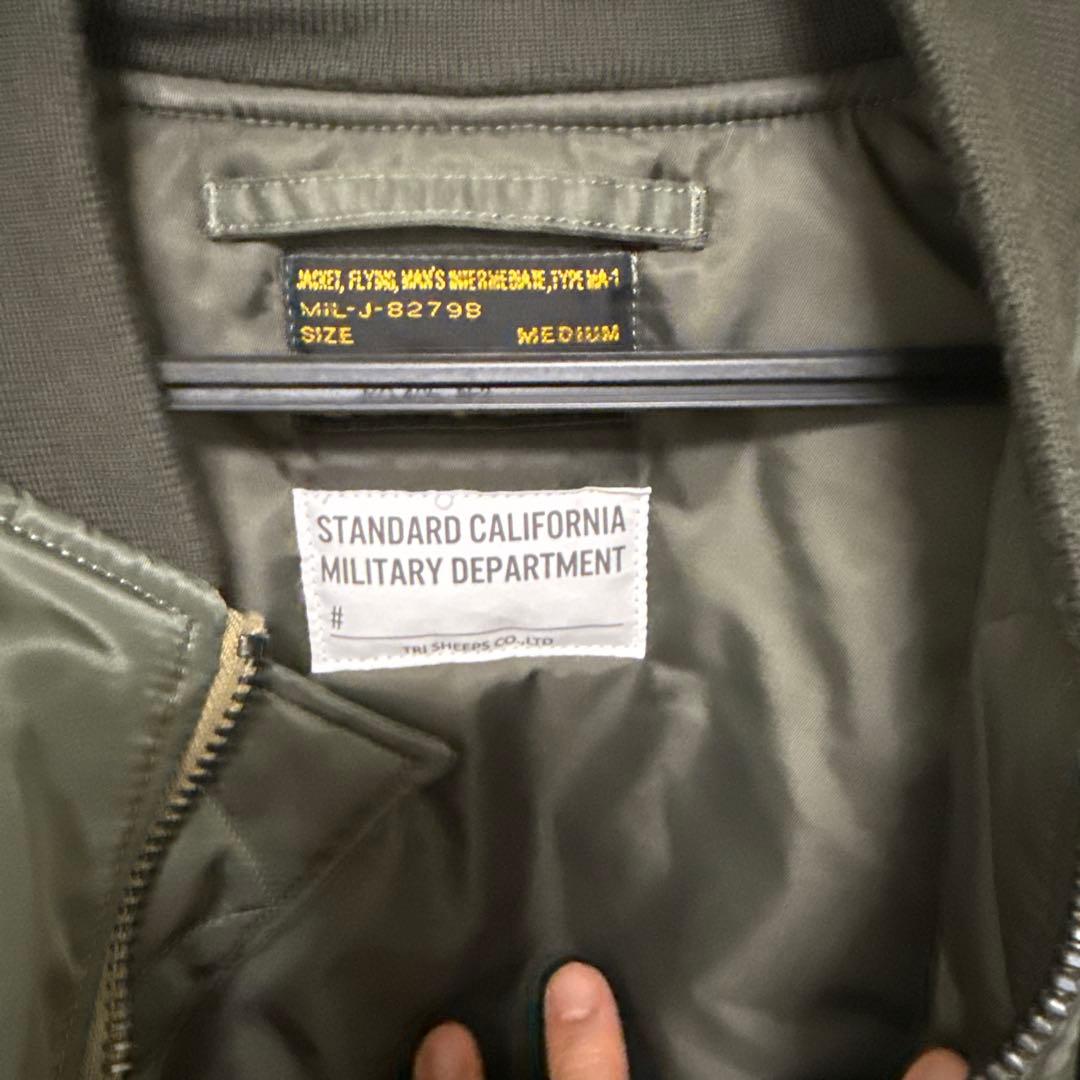 JACKET, FLYING, MAN'S INTERMEDIATE, TYPE MA-1
MIL-J-8279B
SIZE MEDIUM
STANDARD CALIFORNIA
MILITARY DEPARTMENT
#
TRI SHEEPS CO.,LTD